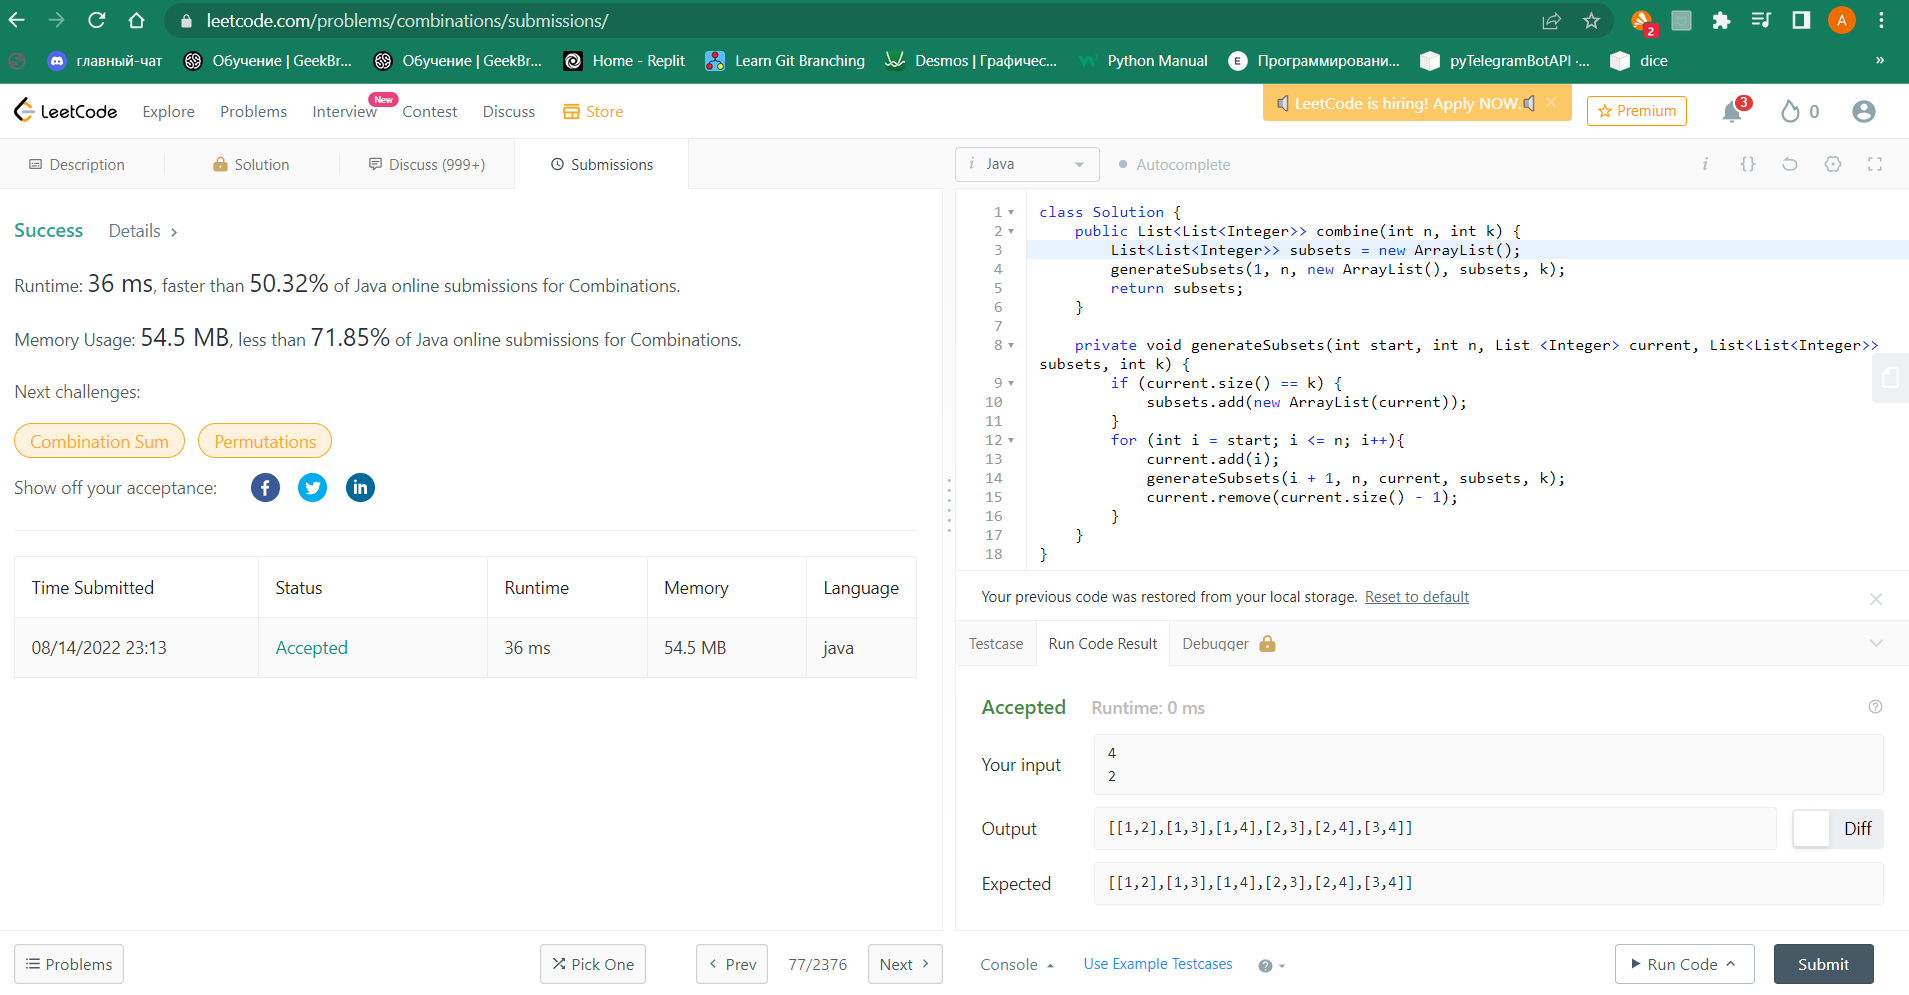 leetcode.com/problems/combinations/submissions/
2
A
главный-чат
Обучение | GeekBr...
Обучение | GeekBr...
Home - Replit
Learn Git Branching
Desmos | Графичес...
Python Manual
E
Программировани...
pyTelegramBotAPI ·...
dice
»
LeetCode
Explore
Problems
Interview
New
Contest
Discuss
Store
LeetCode is hiring! Apply NOW.
Premium
3
0
Description
Solution
Discuss (999+)
Submissions
Success
Details
Runtime: 36 ms, faster than 50.32% of Java online submissions for Combinations.
Memory Usage: 54.5 MB, less than 71.85% of Java online submissions for Combinations.
Next challenges:
Combination Sum
Permutations
Show off your acceptance:
Time Submitted Status Runtime Memory Language
08/14/2022 23:13 Accepted 36 ms 54.5 MB java
Problems
Pick One
Prev
77/2376
Next
i Java
Autocomplete
i {}
1 class Solution {
2     public List<List<Integer>> combine(int n, int k) {
3         List<List<Integer>> subsets = new ArrayList();
4         generateSubsets(1, n, new ArrayList(), subsets, k);
5         return subsets;
6     }
7
8     private void generateSubsets(int start, int n, List <Integer> current, List<List<Integer>>
subsets, int k) {
9         if (current.size() == k) {
10             subsets.add(new ArrayList(current));
11         }
12         for (int i = start; i <= n; i++){
13             current.add(i);
14             generateSubsets(i + 1, n, current, subsets, k);
15             current.remove(current.size() - 1);
16         }
17     }
18 }
Your previous code was restored from your local storage. Reset to default
Testcase
Run Code Result
Debugger
Accepted
Runtime: 0 ms
Your input
4
2
Output
[[1,2],[1,3],[1,4],[2,3],[2,4],[3,4]]
Diff
Expected
[[1,2],[1,3],[1,4],[2,3],[2,4],[3,4]]
Console
Use Example Testcases
Run Code
Submit